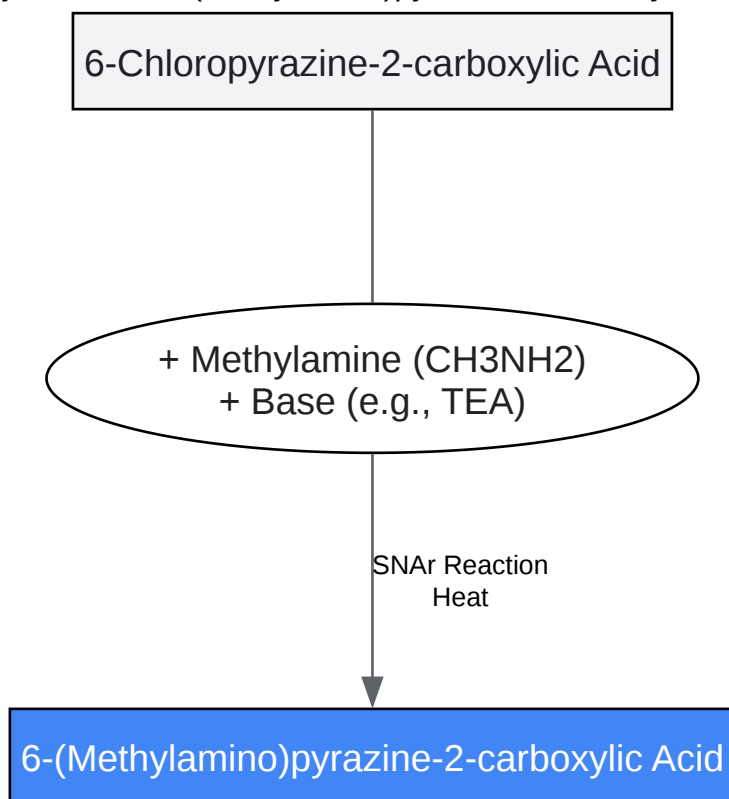 6-Chloropyrazine-2-carboxylic Acid
+ Methylamine (CH3NH2)
+ Base (e.g., TEA)
SNAr Reaction
Heat
6-(Methylamino)pyrazine-2-carboxylic Acid